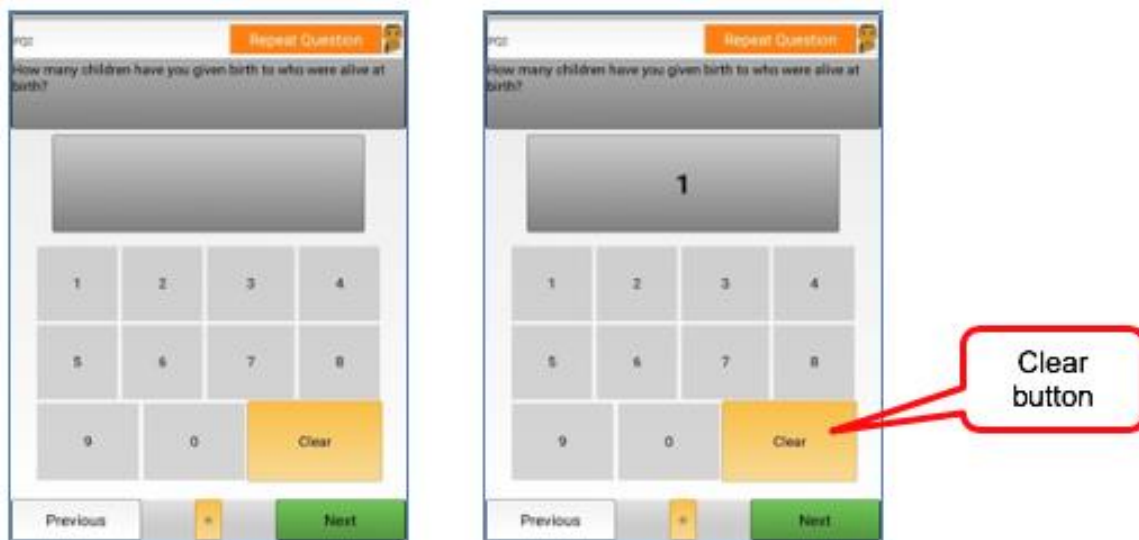 PQ2
Repeat Question
How many children have you given birth to who were alive at
birth?
1 2 3 4
5 6 7 8
9 0 Clear
Previous
Next
PQ2
Repeat Question
How many children have you given birth to who were alive at
birth?
1
1 2 3 4
5 6 7 8
9 0 Clear
Previous
Next
Clear
button